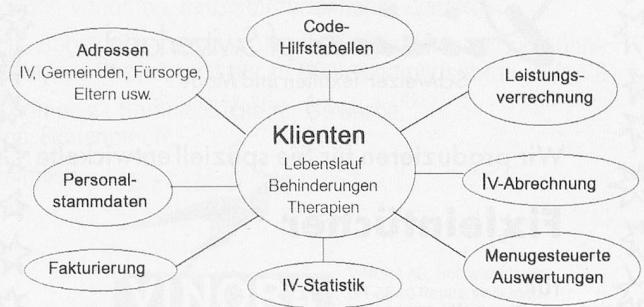 Code-
Hilfstabellen
Adressen
IV, Gemeinden, Fürsorge,
Eltern usw.
Leistungs-
verrechnung
Klienten
Lebenslauf
Behinderungen
Therapien
Personal-
stammdaten
IV-Abrechnung
Fakturierung
IV-Statistik
Menugesteuerte
Auswertungen